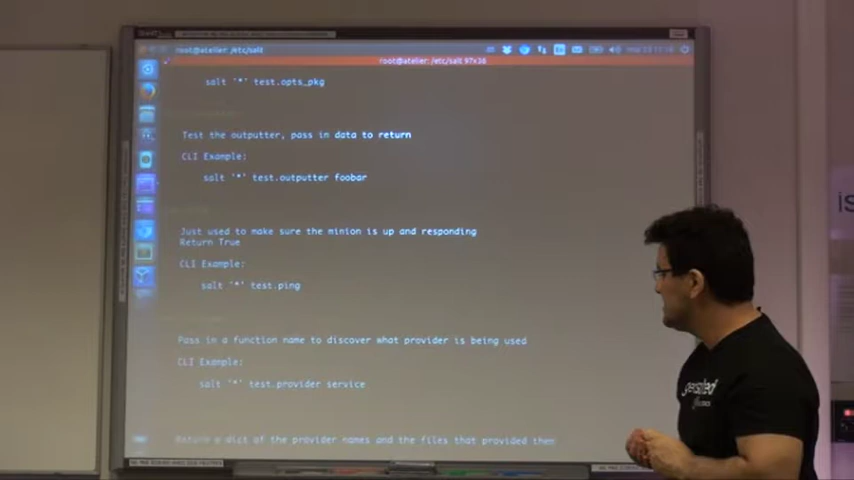 root@atelier: /etc/salt
root@atelier: /etc/salt 97x38
salt '*' test.opts_pkg
Test the outputter, pass in data to return
CLI Example:
salt '*' test.outputter foobar
Just used to make sure the minion is up and responding
Return True
CLI Example:
salt '*' test.ping
Pass in a function name to discover what provider is being used
CLI Example:
salt '*' test.provider service
Return a dict of the provider names and the files that provided them